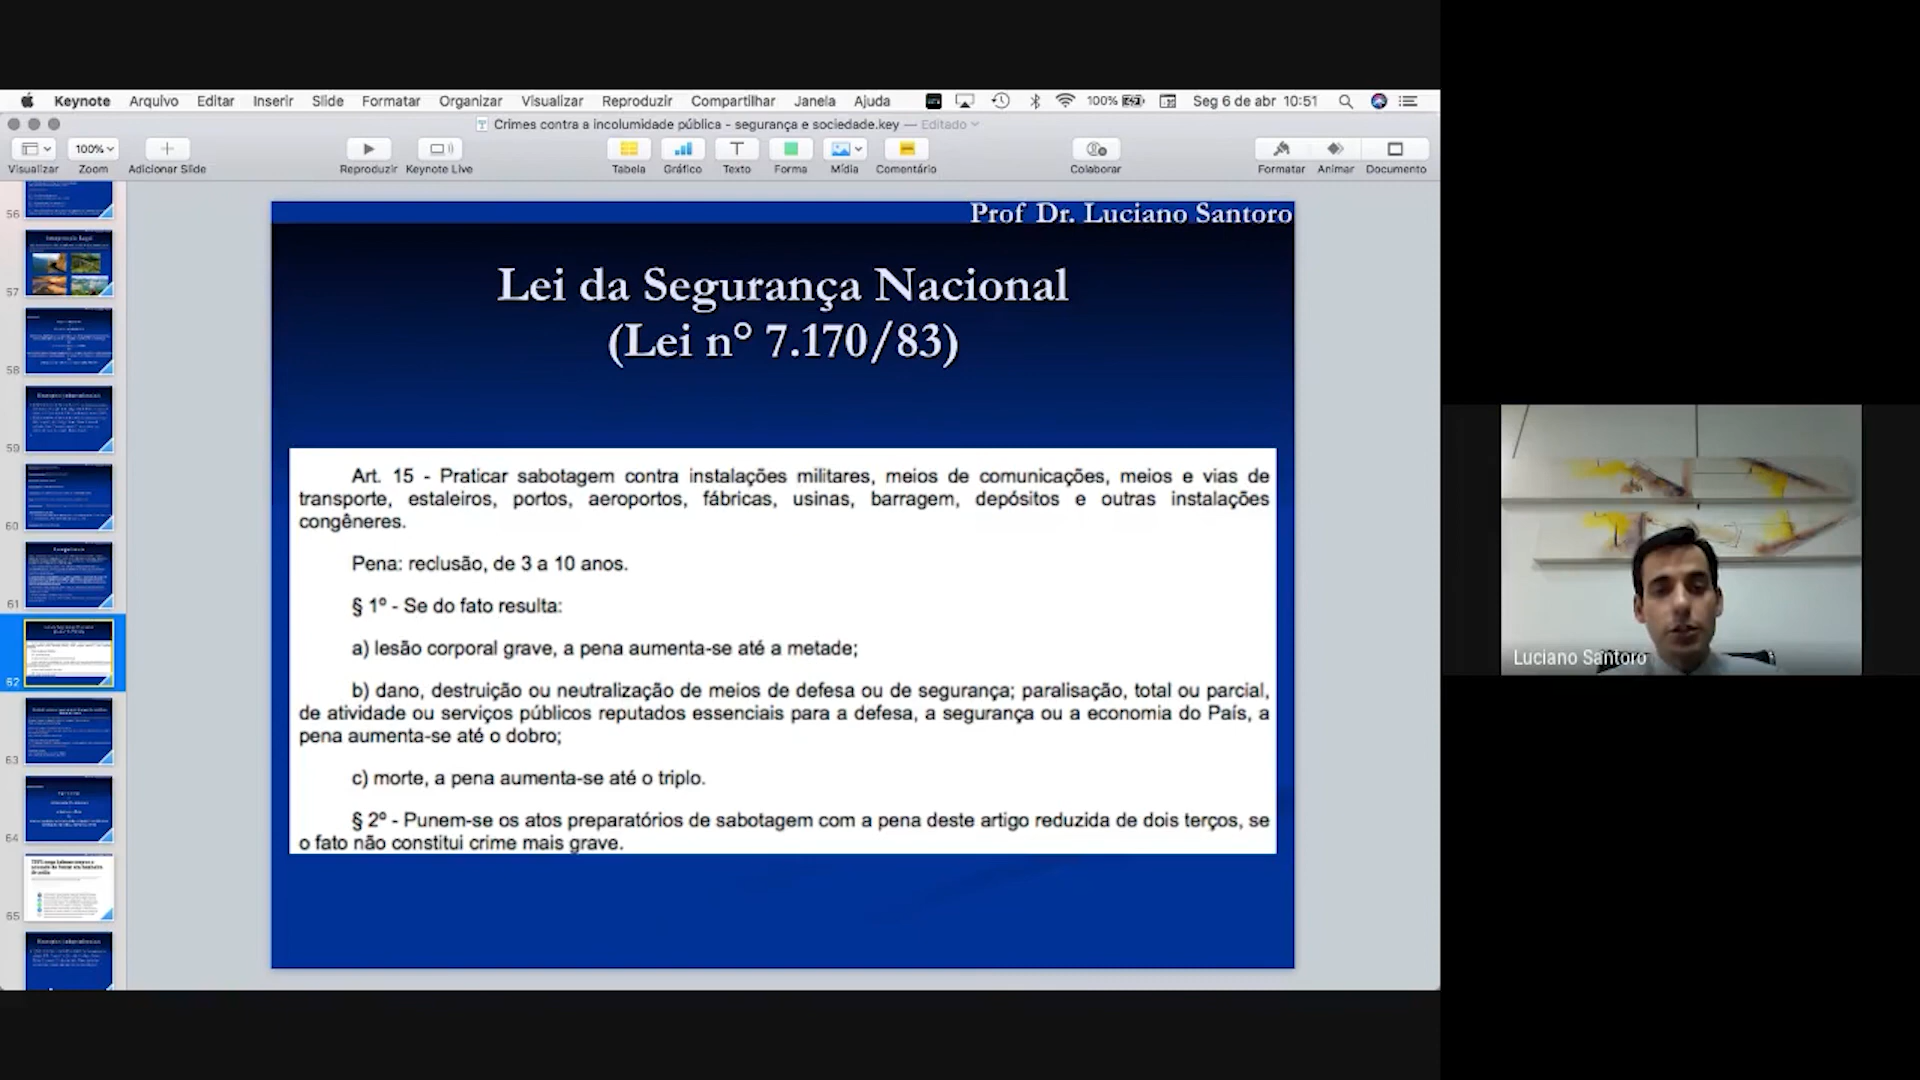 Keynote Arquivo Editar Inserir Slide Formatar Organizar Visualizar Reproduzir Compartilhar Janela Ajuda 100% Seg 6 de abr 10:51
Crimes contra a incolumidade pública - segurança e sociedade.key — Editado
100%
Visualizar Zoom Adicionar Slide Reproduzir Keynote Live Tabela Gráfico Texto Forma Mídia Comentário Colaborar Formatar Animar Documento
56
57
58
59
60
61
62
63
64
65
Prof Dr. Luciano Santoro
Lei da Segurança Nacional
(Lei n° 7.170/83)
Art. 15 - Praticar sabotagem contra instalações militares, meios de comunicações, meios e vias de
transporte, estaleiros, portos, aeroportos, fábricas, usinas, barragem, depósitos e outras instalações
congêneres.
Pena: reclusão, de 3 a 10 anos.
§ 1º - Se do fato resulta:
a) lesão corporal grave, a pena aumenta-se até a metade;
b) dano, destruição ou neutralização de meios de defesa ou de segurança; paralisação, total ou parcial,
de atividade ou serviços públicos reputados essenciais para a defesa, a segurança ou a economia do País, a
pena aumenta-se até o dobro;
c) morte, a pena aumenta-se até o triplo.
§ 2º - Punem-se os atos preparatórios de sabotagem com a pena deste artigo reduzida de dois terços, se
o fato não constitui crime mais grave.
Luciano Santoro